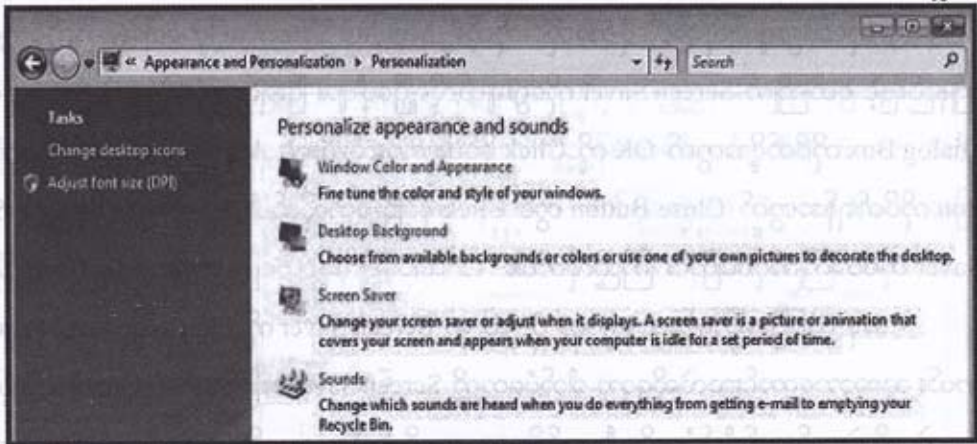 « Appearance and Personalization ▸ Personalization
Search
Tasks
Change desktop icons
Adjust font size (DPI)
Personalize appearance and sounds
Window Color and Appearance
Fine tune the color and style of your windows.
Desktop Background
Choose from available backgrounds or colors or use one of your own pictures to decorate the desktop.
Screen Saver
Change your screen saver or adjust when it displays. A screen saver is a picture or animation that
covers your screen and appears when your computer is idle for a set period of time.
Sounds
Change which sounds are heard when you do everything from getting e-mail to emptying your
Recycle Bin.